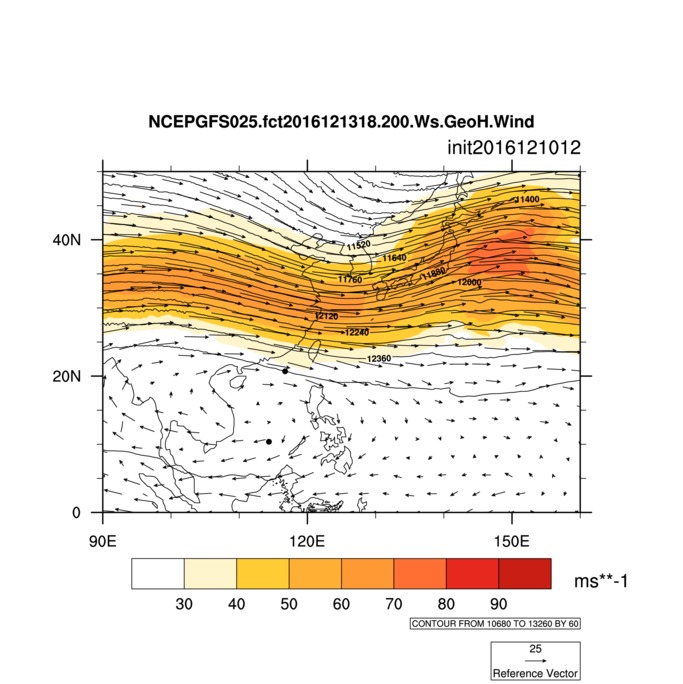 NCEPGFS025.fct2016121318.200.Ws.GeoH.Wind
init2016121012
11400
40N
11520
11640
11880
11760
12000
12120
12240
12360
20N
0
90E 120E 150E
30 40 50 60 70 80 90
ms**-1
CONTOUR FROM 10680 TO 13260 BY 60
25
Reference Vector